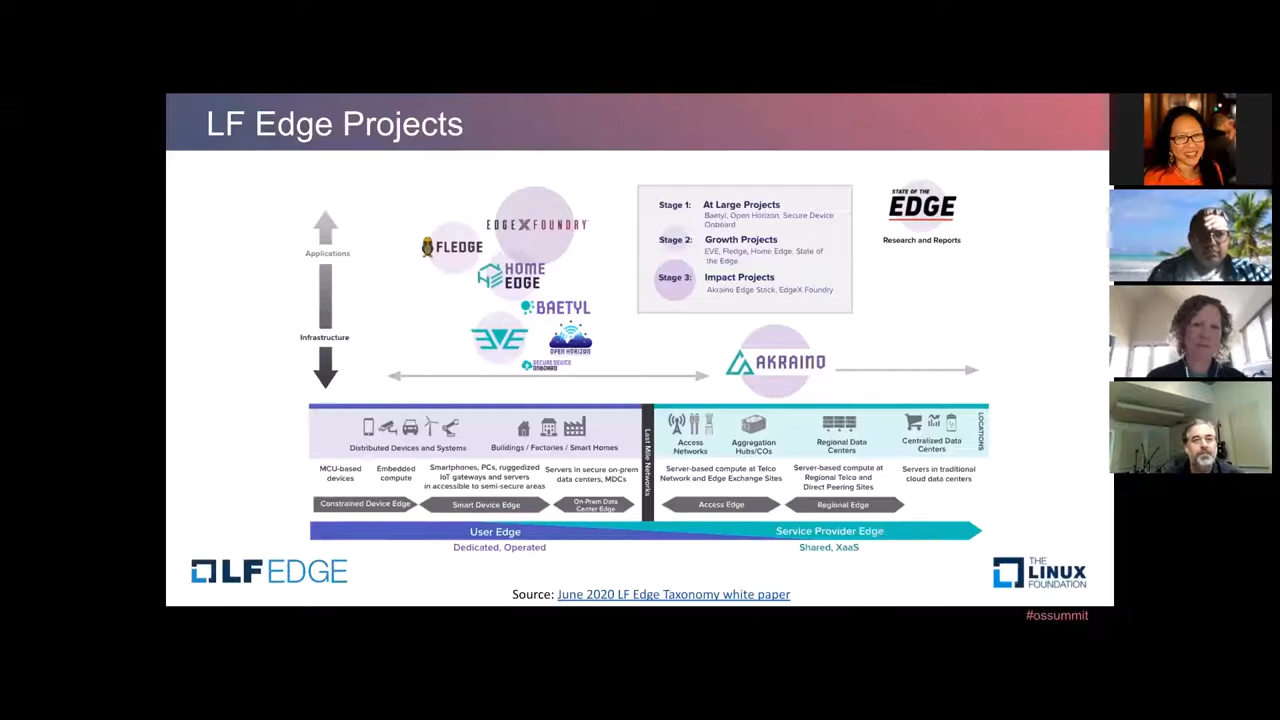 LF Edge Projects
Applications
Infrastructure
EDGE X FOUNDRY
FLEDGE
HOME
EDGE
BAETYL
OPEN HORIZON
SECURE DEVICE
ONBOARD
Stage 1: At Large Projects
Baetyl, Open Horizon, Secure Device
Onboard
Stage 2: Growth Projects
EVE, Fledge, Home Edge, State of
the Edge
Stage 3: Impact Projects
Akraino Edge Stack, EdgeX Foundry
STATE OF THE
EDGE
Research and Reports
AKRAINO
Distributed Devices and Systems
Buildings / Factories / Smart Homes
Last Mile Networks
Access
Networks
Aggregation
Hubs/COs
Regional Data
Centers
Centralized Data
Centers
LOCATIONS
MCU-based
devices
Embedded
compute
Smartphones, PCs, ruggedized
IoT gateways and servers
in accessible to semi-secure areas
Servers in secure on-prem
data centers, MDCs
Server-based compute at Telco
Network and Edge Exchange Sites
Server-based compute at
Regional Telco and
Direct Peering Sites
Servers in traditional
cloud data centers
Constrained Device Edge
Smart Device Edge
On-Prem Data
Center Edge
Access Edge
Regional Edge
User Edge
Service Provider Edge
Dedicated, Operated
Shared, XaaS
LF EDGE
THE
LINUX
FOUNDATION
Source: June 2020 LF Edge Taxonomy white paper
#ossummit